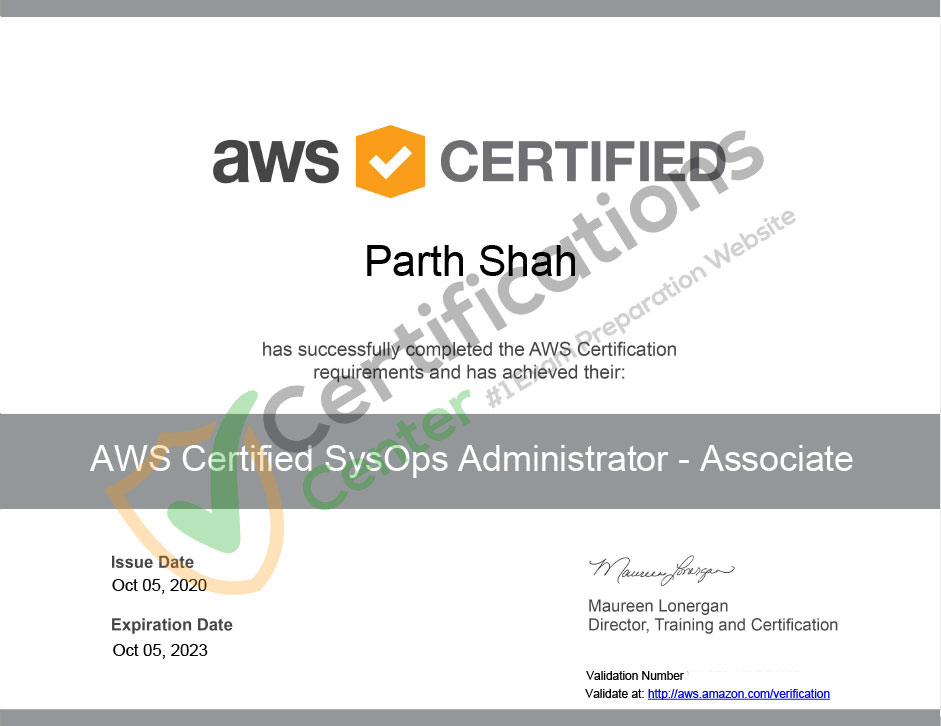 aws CERTIFIED
Parth Shah
has successfully completed the AWS Certification
requirements and has achieved their:
AWS Certified SysOps Administrator - Associate
Certifications
Center
#1 Exam Preparation Website
Issue Date
Oct 05, 2020
Expiration Date
Oct 05, 2023
Maureen Lonergan
Maureen Lonergan
Director, Training and Certification
Validation Number
Validate at: http://aws.amazon.com/verification